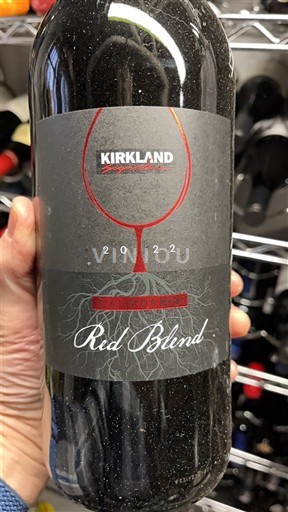 KIRKLAND
Signature
2022
VINIOU
Red Blend